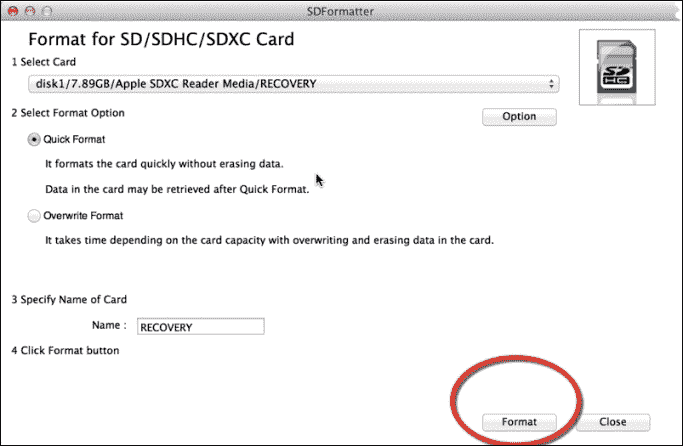 SDFormatter
Format for SD/SDHC/SDXC Card
1 Select Card
disk1/7.89GB/Apple SDXC Reader Media/RECOVERY
2 Select Format Option
Option
Quick Format
It formats the card quickly without erasing data.
Data in the card may be retrieved after Quick Format.
Overwrite Format
It takes time depending on the card capacity with overwriting and erasing data in the card.
3 Specify Name of Card
Name : RECOVERY
4 Click Format button
Format Close
SD HC